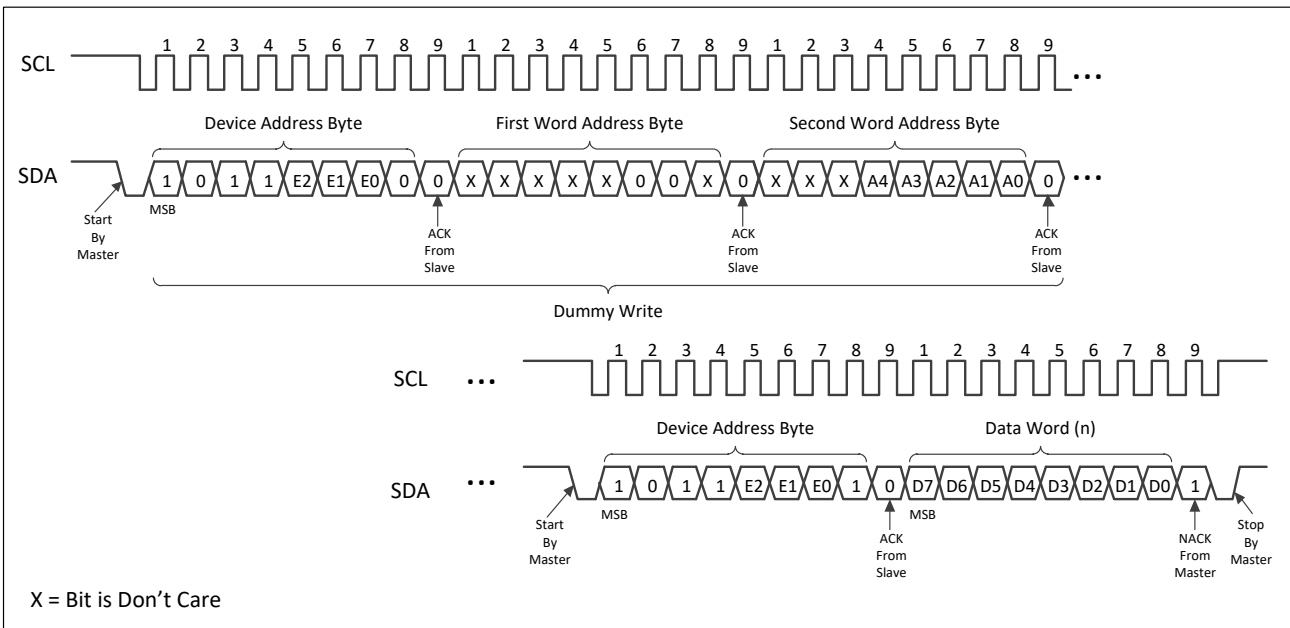 1 2 3 4 5 6 7 8 9 1 2 3 4 5 6 7 8 9 1 2 3 4 5 6 7 8 9
SCL •••
Device Address Byte First Word Address Byte Second Word Address Byte
SDA 1 0 1 1 E2 E1 E0 0 0 X X X X X 0 0 X 0 X X X A4 A3 A2 A1 A0 0 •••
MSB
Start
By
Master
ACK
From
Slave
ACK
From
Slave
ACK
From
Slave
Dummy Write
1 2 3 4 5 6 7 8 9 1 2 3 4 5 6 7 8 9
SCL •••
Device Address Byte Data Word (n)
SDA ••• 1 0 1 1 E2 E1 E0 1 0 D7 D6 D5 D4 D3 D2 D1 D0 1
MSB MSB
Start
By
Master
ACK
From
Slave
NACK
From
Master
Stop
By
Master
X = Bit is Don’t Care